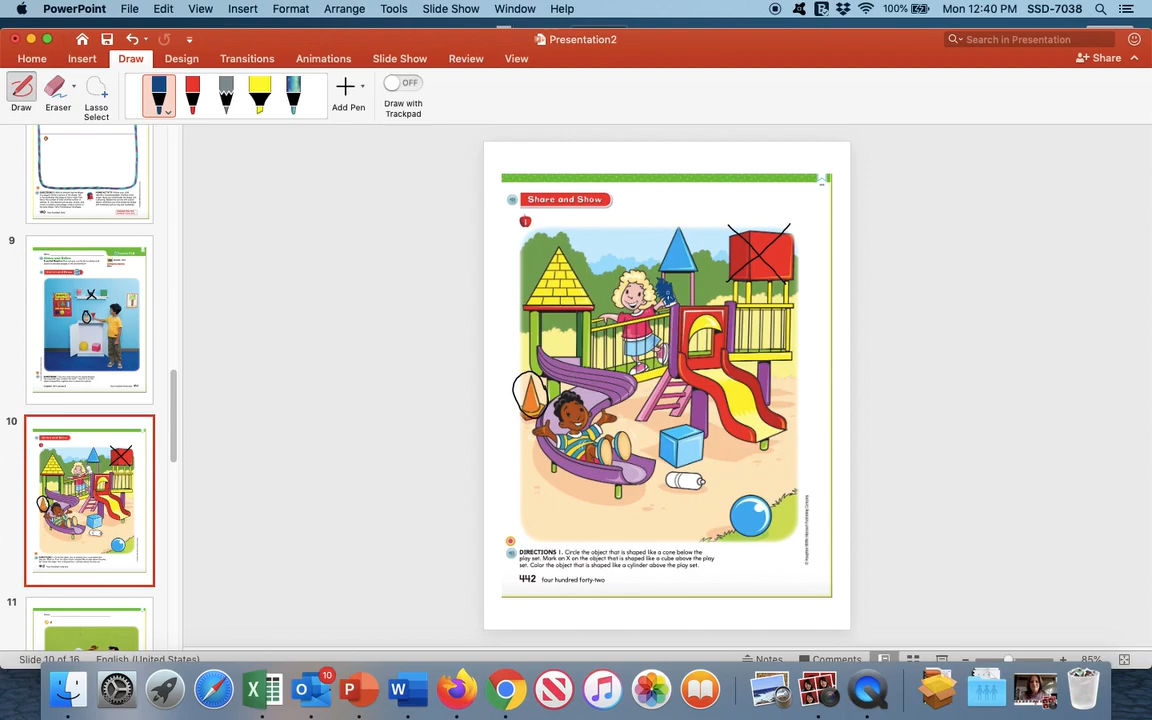 PowerPoint File Edit View Insert Format Arrange Tools Slide Show Window Help 100% Mon 12:40 PM SSD-7038
Presentation2
Search in Presentation
Home Insert Draw Design Transitions Animations Slide Show Review View Share
OFF
Draw Eraser Lasso Select Add Pen Draw with Trackpad
9
10
11
Share and Show
1
DIRECTIONS 1. Circle the object that is shaped like a cone below the
play set. Mark an X on the object that is shaped like a cube above the play
set. Color the object that is shaped like a cylinder above the play set.
442 four hundred forty-two
Slide 10 of 16 English (United States) Notes Comments 85%
10